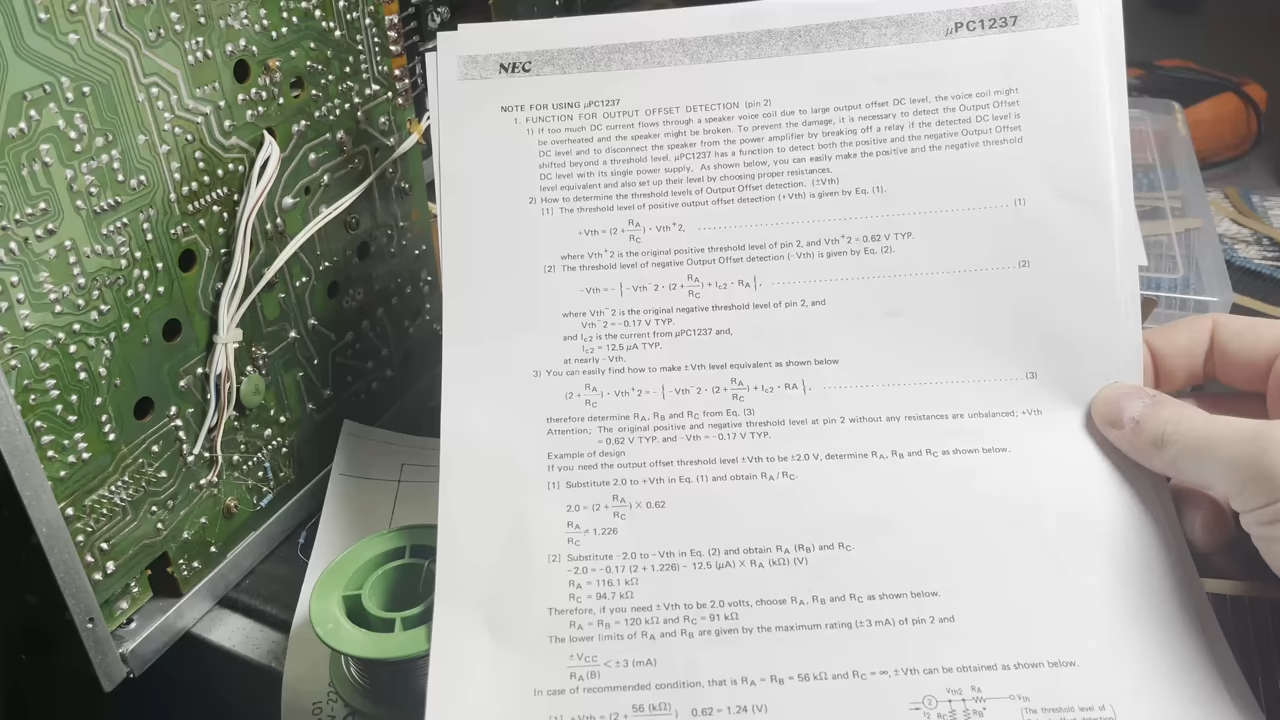 NEC
μPC1237
NOTE FOR USING μPC1237
1. FUNCTION FOR OUTPUT OFFSET DETECTION (pin 2)
1) If too much DC current flows through a speaker voice coil due to large output offset DC level, the voice coil might
be overheated and the speaker might be broken. To prevent the damage, it is necessary to detect the Output Offset
DC level and to disconnect the speaker from the power amplifier by breaking off a relay if the detected DC level is
shifted beyond a threshold level. μPC1237 has a function to detect both the positive and the negative Output Offset
DC level with its single power supply. As shown below, you can easily make the positive and the negative threshold
level equivalent and also set up their level by choosing proper resistances.
2) How to determine the threshold levels of Output Offset detection. (±Vth)
[1] The threshold level of positive output offset detection (+Vth) is given by Eq. (1).
+Vth = (2 + RA/RC) · Vth⁺2, .......... (1)
where Vth⁺2 is the original positive threshold level of pin 2, and Vth⁺2 = 0.62 V TYP.
[2] The threshold level of negative Output Offset detection (–Vth) is given by Eq. (2).
–Vth = – { –Vth⁻2 · (2 + RA/RC) + Ic2 · RA }, .......... (2)
where Vth⁻2 is the original negative threshold level of pin 2, and
Vth⁻2 = –0.17 V TYP.
and Ic2 is the current from μPC1237 and,
Ic2 = 12.5 μA TYP.
at nearly –Vth.
3) You can easily find how to make ±Vth level equivalent as shown below
(2 + RA/RC) · Vth⁺2 = – { –Vth⁻2 · (2 + RA/RC) + Ic2 · RA }, .......... (3)
therefore determine RA, RB and RC from Eq. (3)
Attention; The original positive and negative threshold level at pin 2 without any resistances are unbalanced; +Vth
= 0.62 V TYP. and –Vth = –0.17 V TYP.
Example of design
If you need the output offset threshold level ±Vth to be ±2.0 V, determine RA, RB and RC as shown below.
[1] Substitute 2.0 to +Vth in Eq. (1) and obtain RA/RC.
2.0 = (2 + RA/RC) × 0.62
RA/RC ≠ 1.226
[2] Substitute –2.0 to –Vth in Eq. (2) and obtain RA (RB) and RC.
–2.0 = –0.17 (2 + 1.226) – 12.5 (μA) × RA (kΩ) (V)
RA = 116.1 kΩ
RC = 94.7 kΩ
Therefore, if you need ±Vth to be 2.0 volts, choose RA, RB and RC as shown below.
RA = RB = 120 kΩ and RC = 91 kΩ
The lower limits of RA and RB are given by the maximum rating (±3 mA) of pin 2 and
±VCC/RA(B) < ±3 (mA)
In case of recommended condition, that is RA = RB = 56 kΩ and RC = ∞, ±Vth can be obtained as shown below.
[1] +Vth = (2 + 56 (kΩ) ) 0.62 = 1.24 (V)
Vth2 RA
Vth
2
I2 RC RB
(The threshold level of